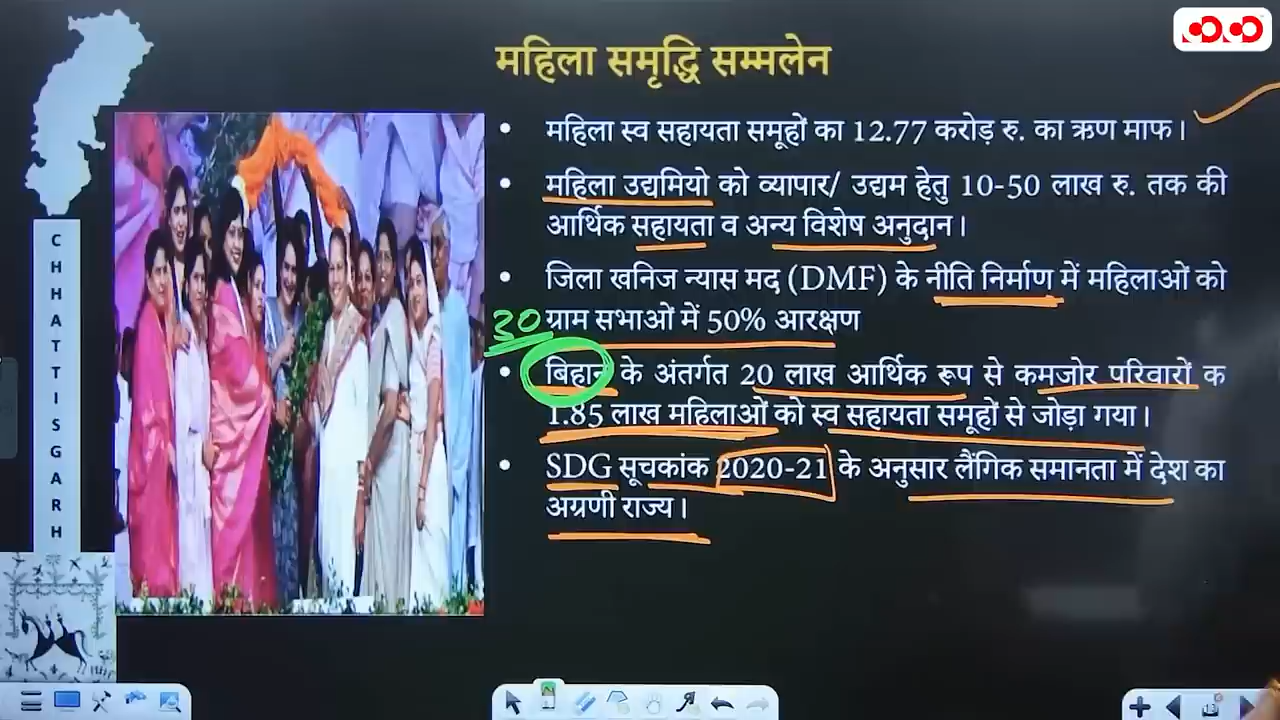 महिला समृद्धि सम्मलेन
• महिला स्व सहायता समूहों का 12.77 करोड़ रु. का ऋण माफ।
• महिला उद्यमियो को व्यापार/ उद्यम हेतु 10-50 लाख रु. तक की
आर्थिक सहायता व अन्य विशेष अनुदान।
• जिला खनिज न्यास मद (DMF) के नीति निर्माण में महिलाओं को
30 ग्राम सभाओं में 50% आरक्षण
• बिहान के अंतर्गत 20 लाख आर्थिक रूप से कमजोर परिवारों क
1.85 लाख महिलाओं को स्व सहायता समूहों से जोड़ा गया।
• SDG सूचकांक 2020-21 के अनुसार लैंगिक समानता में देश का
अग्रणी राज्य।
CHHATTISGARH
13